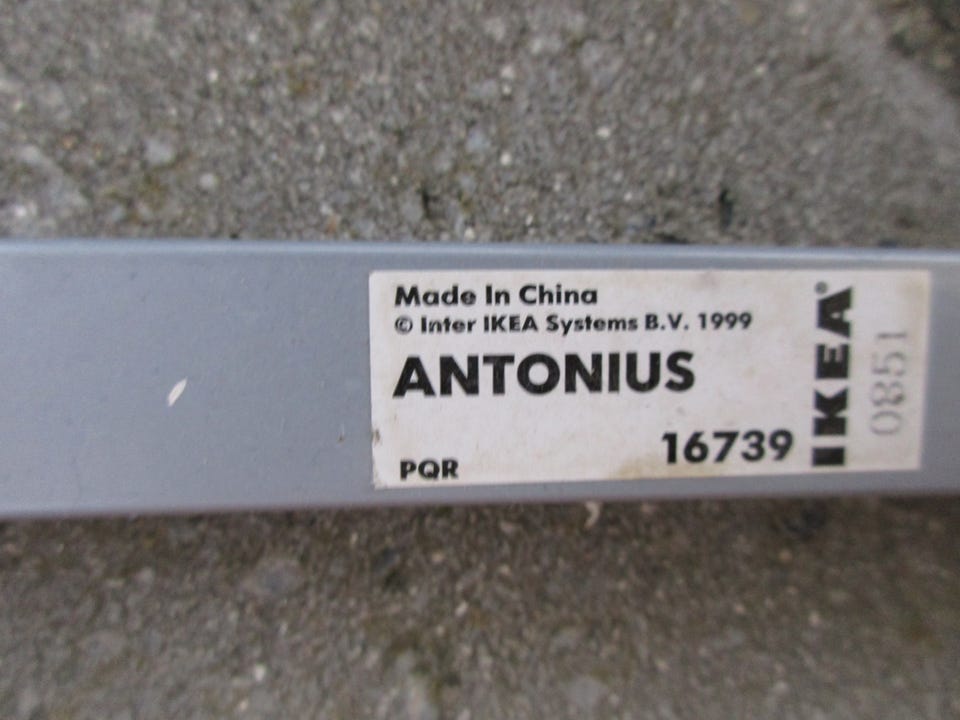 Made In China
© Inter IKEA Systems B.V. 1999
ANTONIUS
16739
PQR
IKEA®
0851